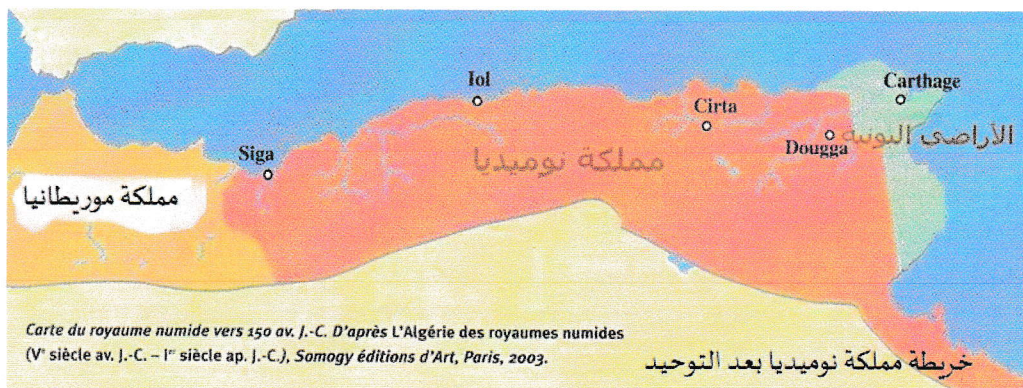 Iol
Carthage
Cirta
الأراضي البونية
Dougga
Siga
مملكة نوميديا
مملكة موريطانيا
Carte du royaume numide vers 150 av. J.-C. D'après L'Algérie des royaumes numides
(Vᵉ siècle av. J.-C. – Iᵉʳ siècle ap. J.-C.), Somogy éditions d'Art, Paris, 2003.
خريطة مملكة نوميديا بعد التوحيد